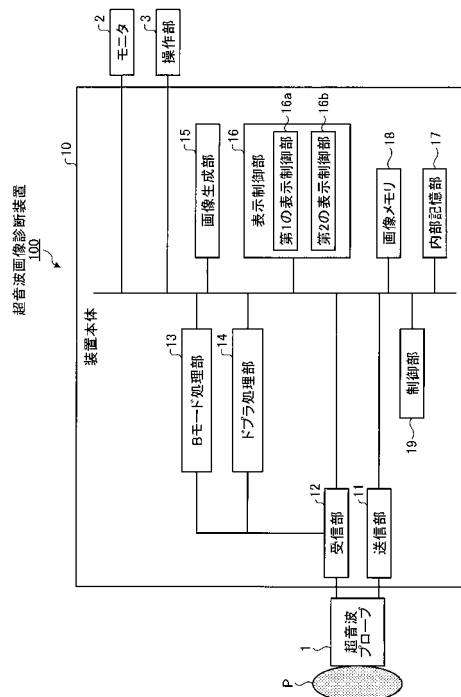 超音波画像診断装置
100
10
装置本体
P
1
超音波
プローブ
12
受信部
11
送信部
13
Bモード処理部
14
ドプラ処理部
19
制御部
15
画像生成部
16
表示制御部
16a
第1の表示制御部
16b
第2の表示制御部
18
画像メモリ
17
内部記憶部
2
モニタ
3
操作部